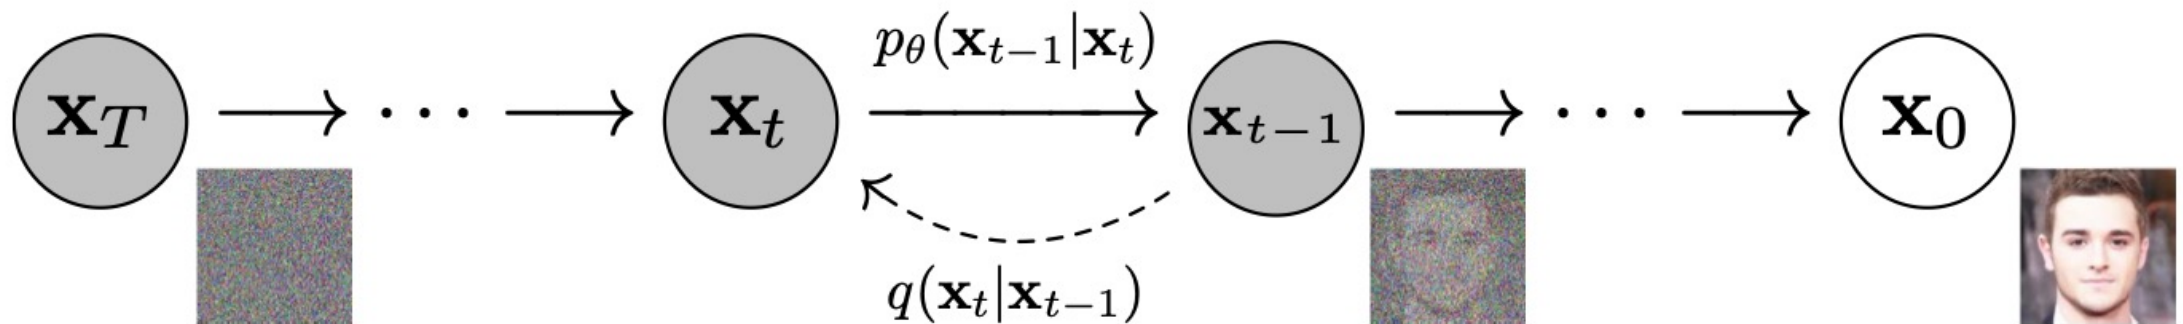 p_θ(𝐱_{t−1}|𝐱_t)
𝐱_T ⟶ ··· ⟶ 𝐱_t ⟶ 𝐱_{t−1} ⟶ ··· ⟶ 𝐱_0
q(𝐱_t|𝐱_{t−1})